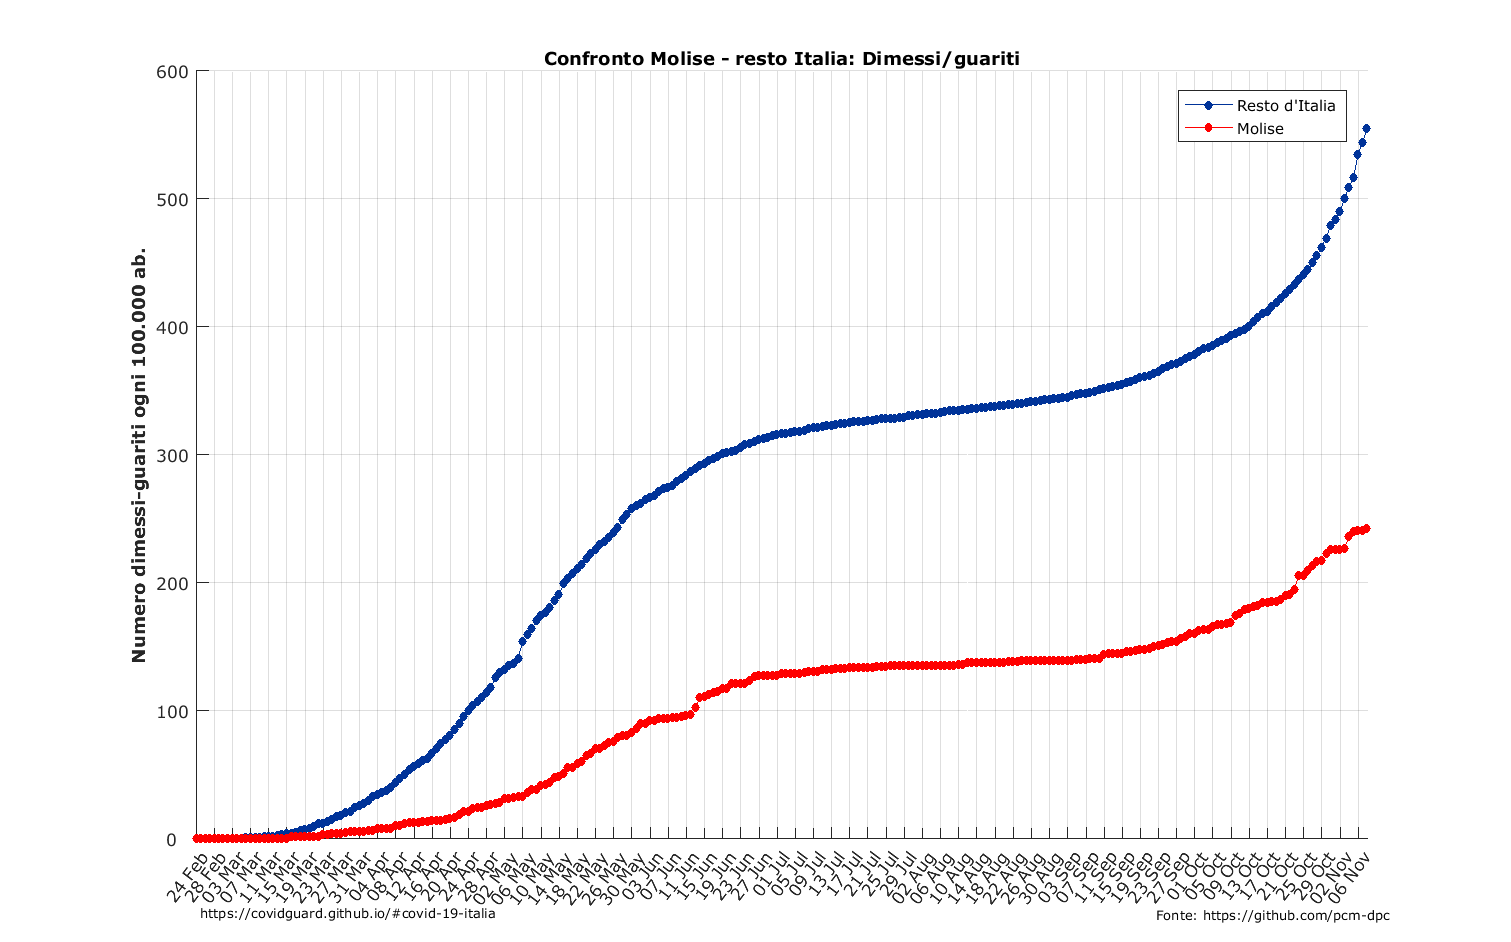 Confronto Molise - resto Italia: Dimessi/guariti
Resto d'Italia
Molise
Numero dimessi-guariti ogni 100.000 ab.
600
500
400
300
200
100
0
24 Feb
28 Feb
03 Mar
07 Mar
11 Mar
15 Mar
19 Mar
23 Mar
27 Mar
31 Mar
04 Apr
08 Apr
12 Apr
16 Apr
20 Apr
24 Apr
28 Apr
02 May
06 May
10 May
14 May
18 May
22 May
26 May
30 May
03 Jun
07 Jun
11 Jun
15 Jun
19 Jun
23 Jun
27 Jun
01 Jul
05 Jul
09 Jul
13 Jul
17 Jul
21 Jul
25 Jul
29 Jul
02 Aug
06 Aug
10 Aug
14 Aug
18 Aug
22 Aug
26 Aug
30 Aug
03 Sep
07 Sep
11 Sep
15 Sep
19 Sep
23 Sep
27 Sep
01 Oct
05 Oct
09 Oct
13 Oct
17 Oct
21 Oct
25 Oct
29 Oct
02 Nov
06 Nov
https://covidguard.github.io/#covid-19-italia
Fonte: https://github.com/pcm-dpc